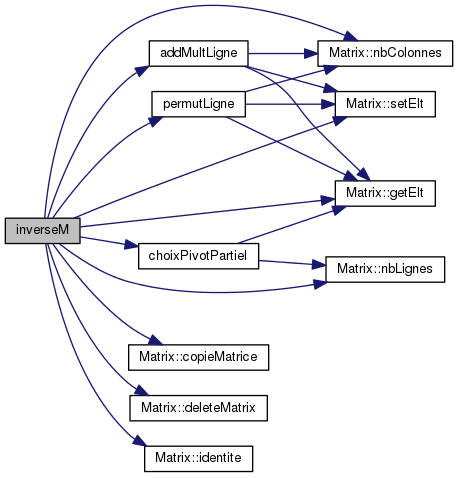 addMultLigne
Matrix::nbColonnes
permutLigne
Matrix::setElt
Matrix::getElt
inverseM
choixPivotPartiel
Matrix::nbLignes
Matrix::copieMatrice
Matrix::deleteMatrix
Matrix::identite